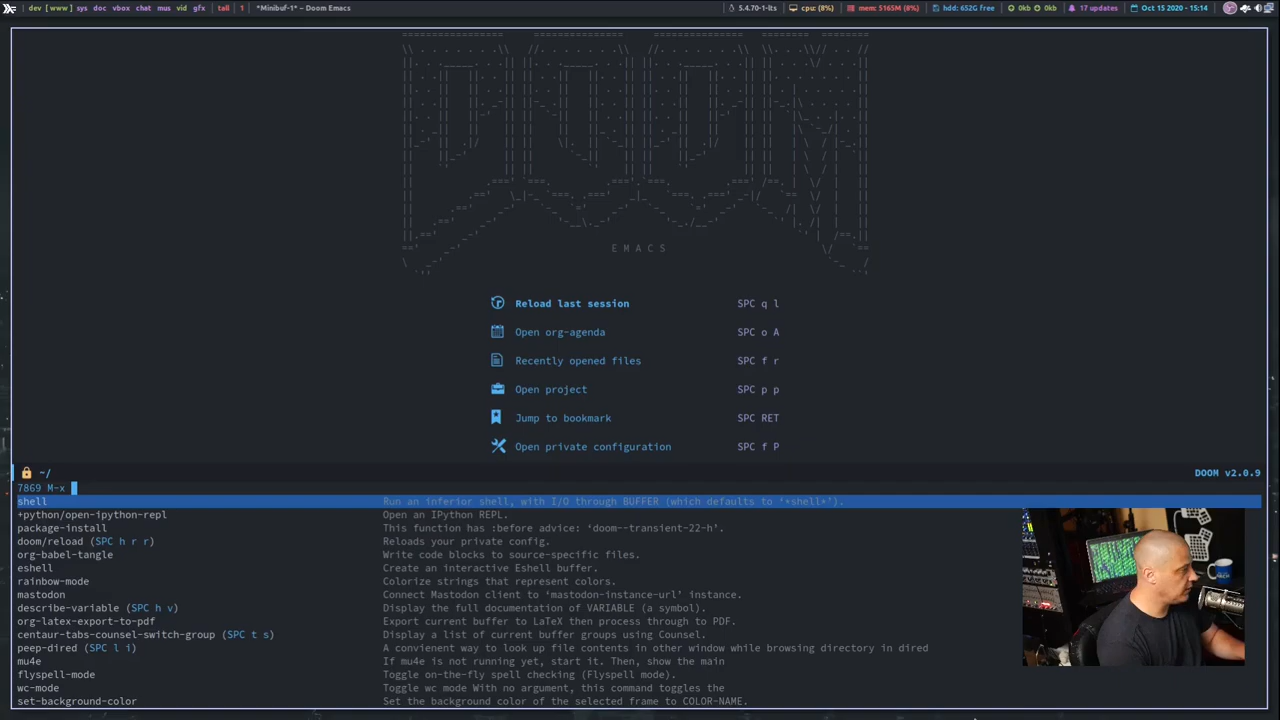 dev [ www ] sys doc vbox chat mus vid gfx | tall | 1 *Minibuf-1* – Doom Emacs 5.4.70-1-lts cpu: (8%) mem: 5165M (8%) hdd: 652G free 0kb 0kb 17 updates Oct 15 2020 - 15:14
E M A C S
Reload last session SPC q l
Open org-agenda SPC o A
Recently opened files SPC f r
Open project SPC p p
Jump to bookmark SPC RET
Open private configuration SPC f P
~/ DOOM v2.0.9
7869 M-x
shell Run an inferior shell, with I/O through BUFFER (which defaults to ‘*shell*’).
+python/open-ipython-repl Open an IPython REPL.
package-install This function has :before advice: ‘doom--transient-22-h’.
doom/reload (SPC h r r) Reloads your private config.
org-babel-tangle Write code blocks to source-specific files.
eshell Create an interactive Eshell buffer.
rainbow-mode Colorize strings that represent colors.
mastodon Connect Mastodon client to ‘mastodon-instance-url’ instance.
describe-variable (SPC h v) Display the full documentation of VARIABLE (a symbol).
org-latex-export-to-pdf Export current buffer to LaTeX then process through to PDF.
centaur-tabs-counsel-switch-group (SPC t s) Display a list of current buffer groups using Counsel.
peep-dired (SPC l i) A convienent way to look up file contents in other window while browsing directory in dired
mu4e If mu4e is not running yet, start it. Then, show the main
flyspell-mode Toggle on-the-fly spell checking (Flyspell mode).
wc-mode Toggle wc mode With no argument, this command toggles the
set-background-color Set the background color of the selected frame to COLOR-NAME.